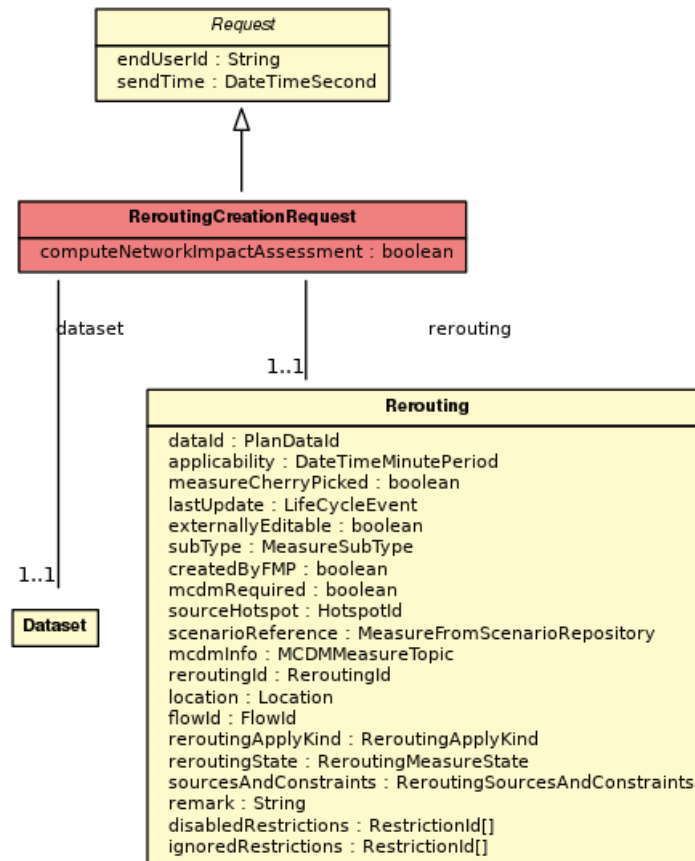 Request
endUserId : String
sendTime : DateTimeSecond
ReroutingCreationRequest
computeNetworkImpactAssessment : boolean
dataset
rerouting
1..1
Rerouting
dataId : PlanDataId
applicability : DateTimeMinutePeriod
measureCherryPicked : boolean
lastUpdate : LifeCycleEvent
externallyEditable : boolean
subType : MeasureSubType
createdByFMP : boolean
mcdmRequired : boolean
sourceHotspot : HotspotId
scenarioReference : MeasureFromScenarioRepository
mcdmInfo : MCDMMeasureTopic
reroutingId : ReroutingId
location : Location
flowId : FlowId
reroutingApplyKind : ReroutingApplyKind
reroutingState : ReroutingMeasureState
sourcesAndConstraints : ReroutingSourcesAndConstraints
remark : String
disabledRestrictions : RestrictionId[]
ignoredRestrictions : RestrictionId[]
1..1
Dataset